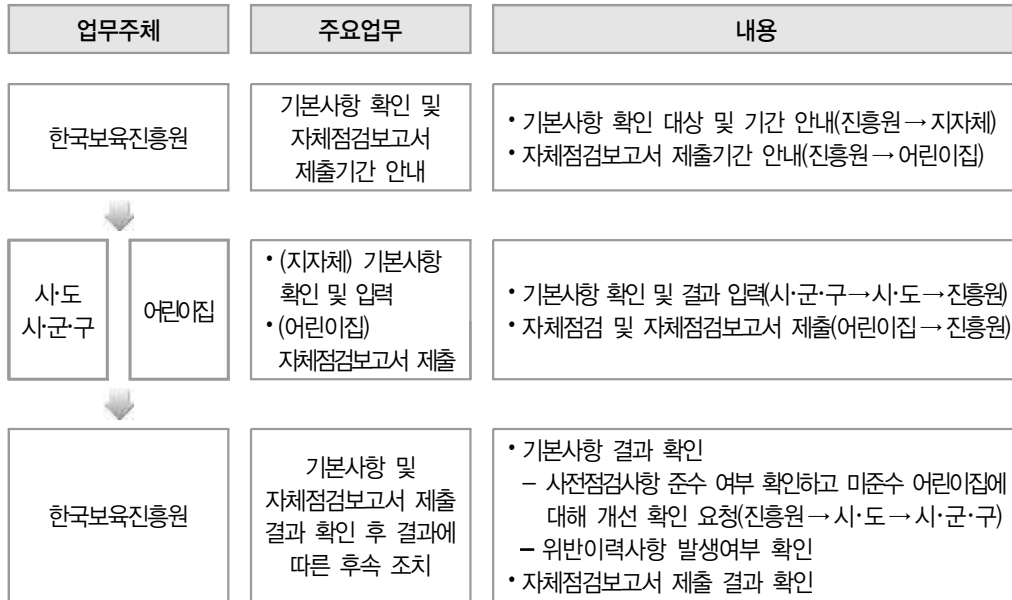 업무주체
주요업무
내용
한국보육진흥원
기본사항 확인 및
자체점검보고서
제출기간 안내
• 기본사항 확인 대상 및 기간 안내(진흥원→지자체)
• 자체점검보고서 제출기간 안내(진흥원→어린이집)
시·도
시·군·구
어린이집
• (지자체) 기본사항
확인 및 입력
• (어린이집)
자체점검보고서 제출
• 기본사항 확인 및 결과 입력(시·군·구→시·도→진흥원)
• 자체점검 및 자체점검보고서 제출(어린이집→진흥원)
한국보육진흥원
기본사항 및
자체점검보고서 제출
결과 확인 후 결과에
따른 후속 조치
• 기본사항 결과 확인
– 사전점검사항 준수 여부 확인하고 미준수 어린이집에
대해 개선 확인 요청(진흥원→시·도→시·군·구)
– 위반이력사항 발생여부 확인
• 자체점검보고서 제출 결과 확인